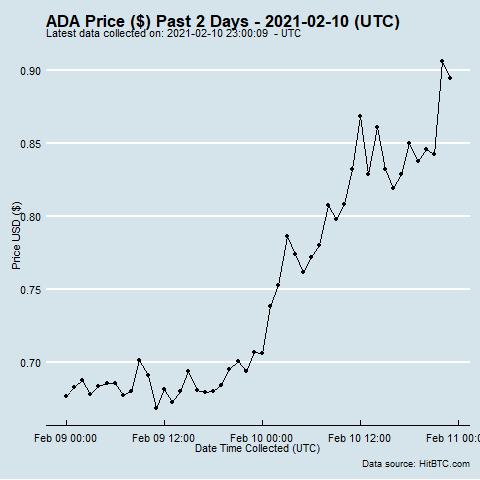 ADA Price ($) Past 2 Days - 2021-02-10 (UTC)
Latest data collected on: 2021-02-10 23:00:09 - UTC
0.90
0.85
0.80
0.75
0.70
Price USD ($)
Feb 09 00:00
Feb 09 12:00
Feb 10 00:00
Feb 10 12:00
Feb 11 00:0
Date Time Collected (UTC)
Data source: HitBTC.com